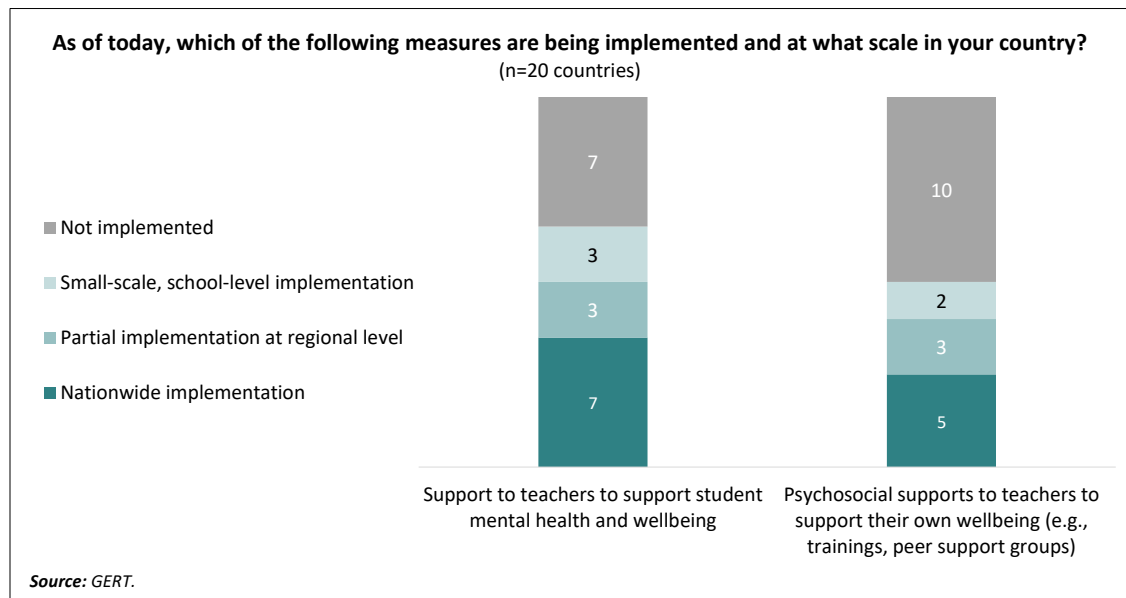 As of today, which of the following measures are being implemented and at what scale in your country?
(n=20 countries)
Not implemented
Small-scale, school-level implementation
Partial implementation at regional level
Nationwide implementation
7
3
3
7
10
2
3
5
Support to teachers to support student
mental health and wellbeing
Psychosocial supports to teachers to
support their own wellbeing (e.g.,
trainings, peer support groups)
Source: GERT.